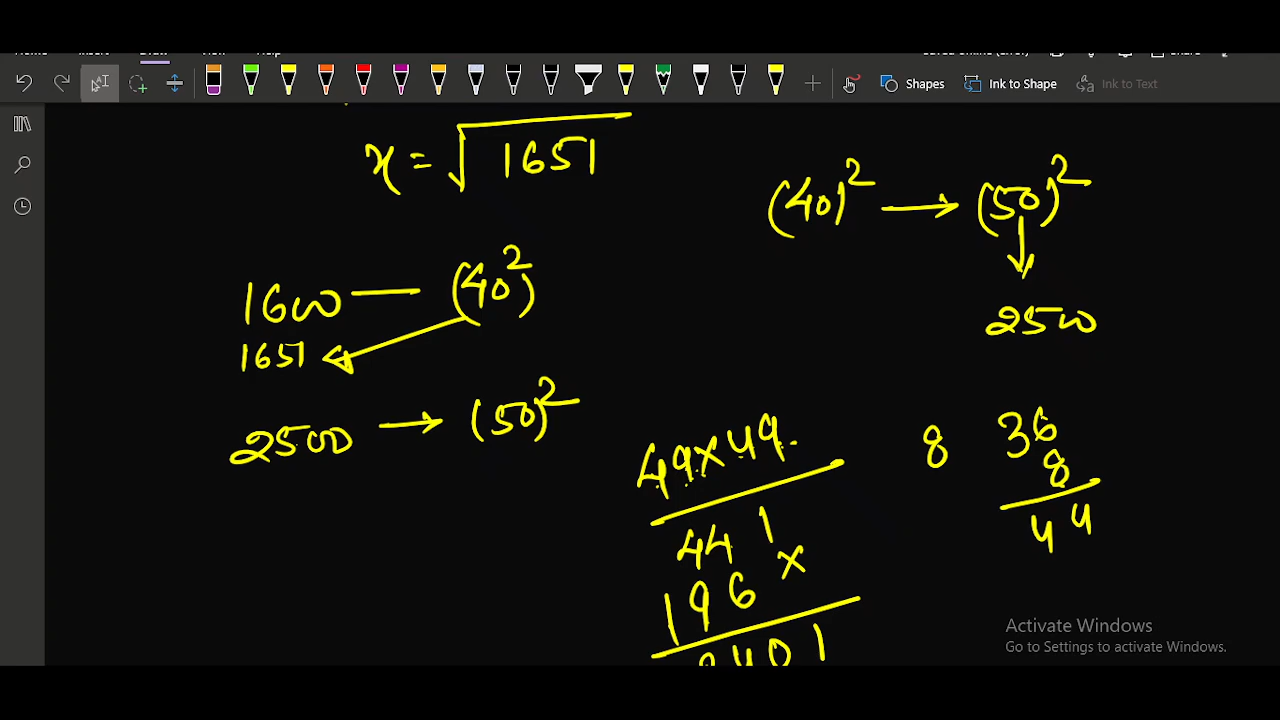 Shapes Ink to Shape Ink to Text
x = √1651
(40)² → (50)²
2500
1600 — (40²)
1651
2500 → (50)²
49×49.
441
196×
2401
8 36
8
44
Activate Windows
Go to Settings to activate Windows.